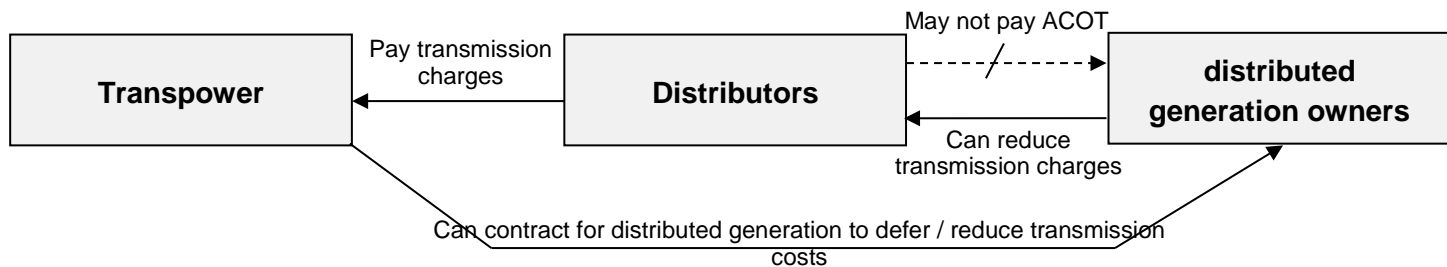 May not pay ACOT
Pay transmission
charges
Transpower
Distributors
distributed
generation owners
Can reduce
transmission charges
Can contract for distributed generation to defer / reduce transmission
costs